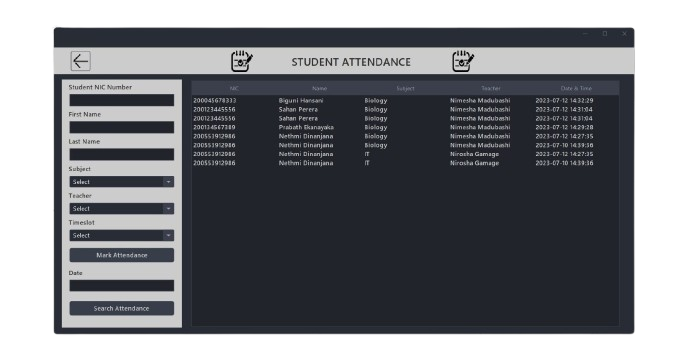 STUDENT ATTENDANCE
Student NIC Number
First Name
Last Name
Subject
Select
Teacher
Select
Timeslot
Select
Mark Attendance
Date
Search Attendance
NIC Name Subject Teacher Date & Time
200045678333 Biguni Hansani Biology Nimesha Madubashi 2023-07-12 14:32:29
200123445556 Sahan Perera Biology Nimesha Madubashi 2023-07-12 14:31:04
200123445556 Sahan Perera Biology Nimesha Madubashi 2023-07-12 14:31:04
200134567389 Prabath Ekanayaka Biology Nimesha Madubashi 2023-07-12 14:29:28
200553912986 Nethmi Dinanjana Biology Nimesha Madubashi 2023-07-12 14:27:35
200553912986 Nethmi Dinanjana Biology Nimesha Madubashi 2023-07-10 14:39:36
200553912986 Nethmi Dinanjana IT Nirosha Gamage 2023-07-12 14:27:35
200553912986 Nethmi Dinanjana IT Nirosha Gamage 2023-07-10 14:39:36